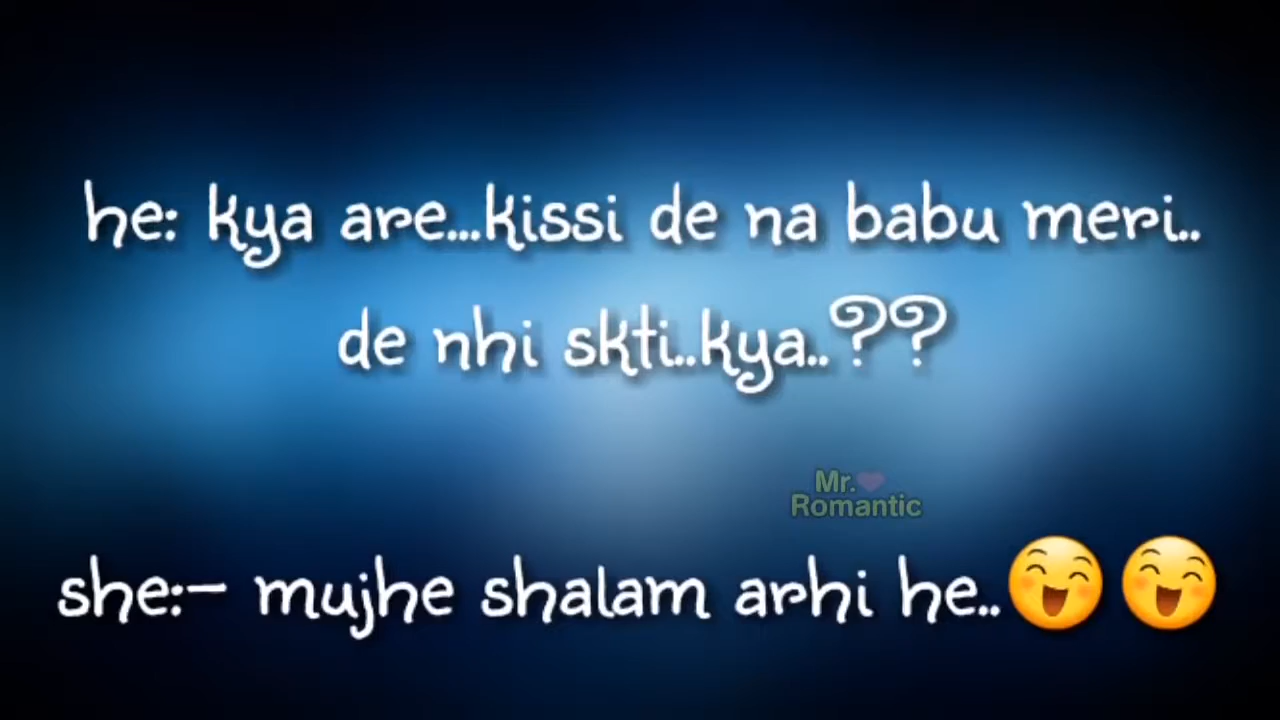 he: kya are...kissi de na babu meri..
de nhi skti..kya..??
Mr.❤
Romantic
she:- mujhe shalam arhi he..😄😄